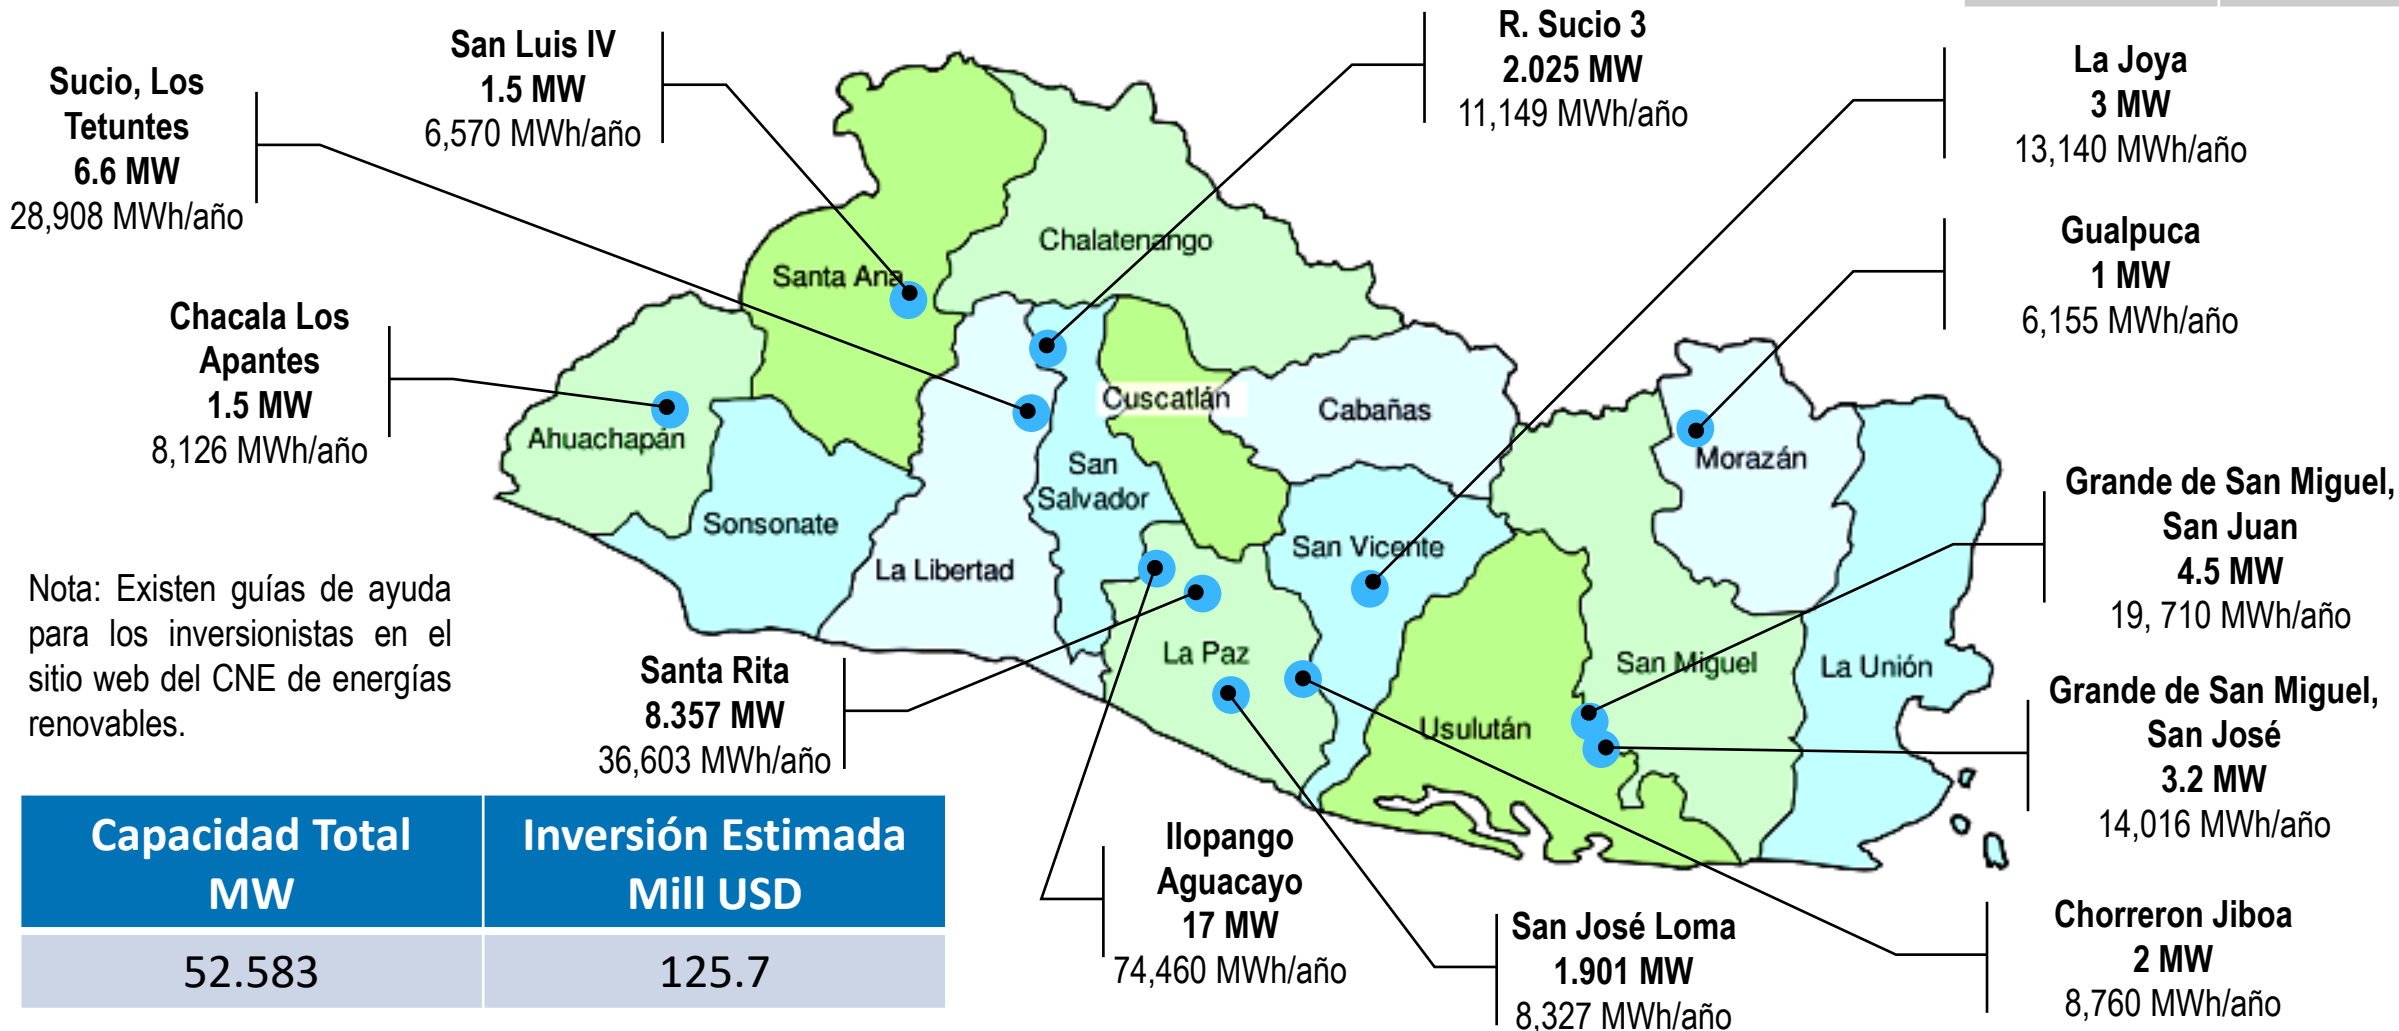 San Luis IV
1.5 MW
6,570 MWh/año
R. Sucio 3
2.025 MW
11,149 MWh/año
La Joya
3 MW
13,140 MWh/año
Sucio, Los
Tetuntes
6.6 MW
28,908 MWh/año
Gualpuca
1 MW
6,155 MWh/año
Chacala Los
Apantes
1.5 MW
8,126 MWh/año
Chalatenango
Santa Ana
Cuscatlán
Cabañas
Ahuachapán
Morazán
San
Salvador
Sonsonate
San Vicente
La Libertad
La Paz
San Miguel
La Unión
Usulután
Grande de San Miguel,
San Juan
4.5 MW
19, 710 MWh/año
Nota: Existen guías de ayuda
para los inversionistas en el
sitio web del CNE de energías
renovables.
Santa Rita
8.357 MW
36,603 MWh/año
Grande de San Miguel,
San José
3.2 MW
14,016 MWh/año
Capacidad Total
MW
Inversión Estimada
Mill USD
52.583
125.7
Ilopango
Aguacayo
17 MW
74,460 MWh/año
San José Loma
1.901 MW
8,327 MWh/año
Chorreron Jiboa
2 MW
8,760 MWh/año